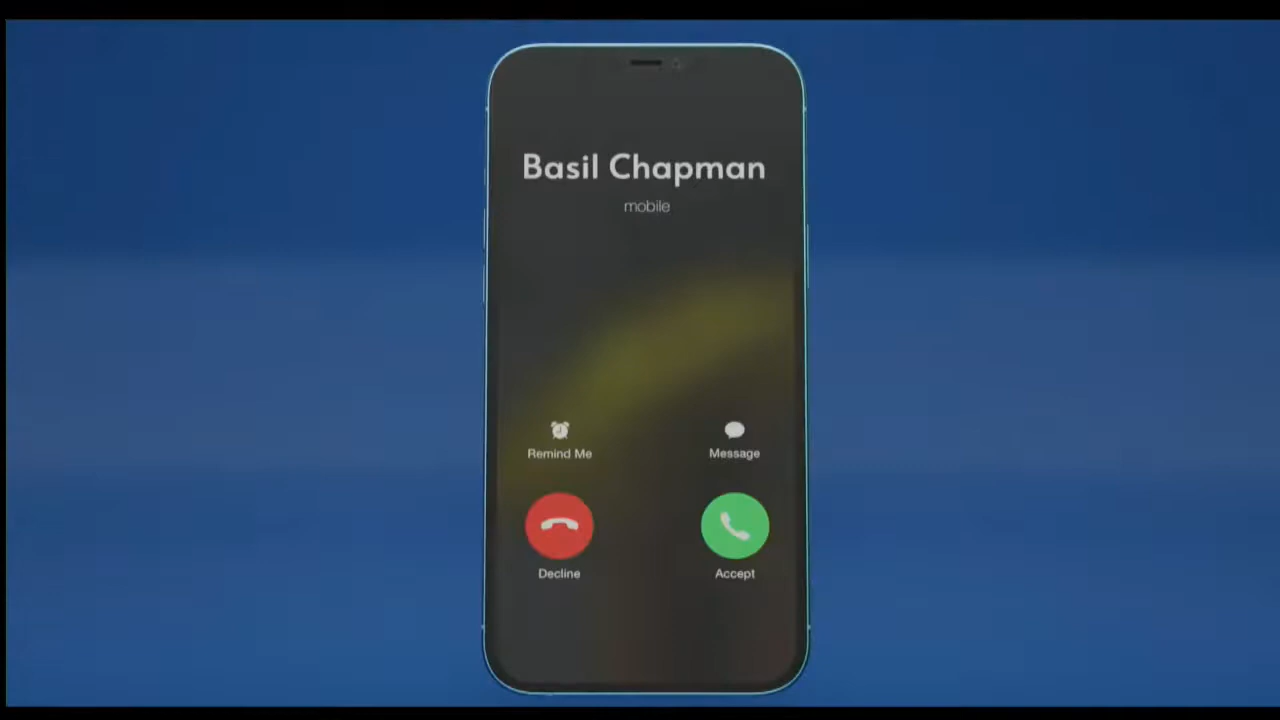 Basil Chapman
mobile
Remind Me
Message
Decline
Accept